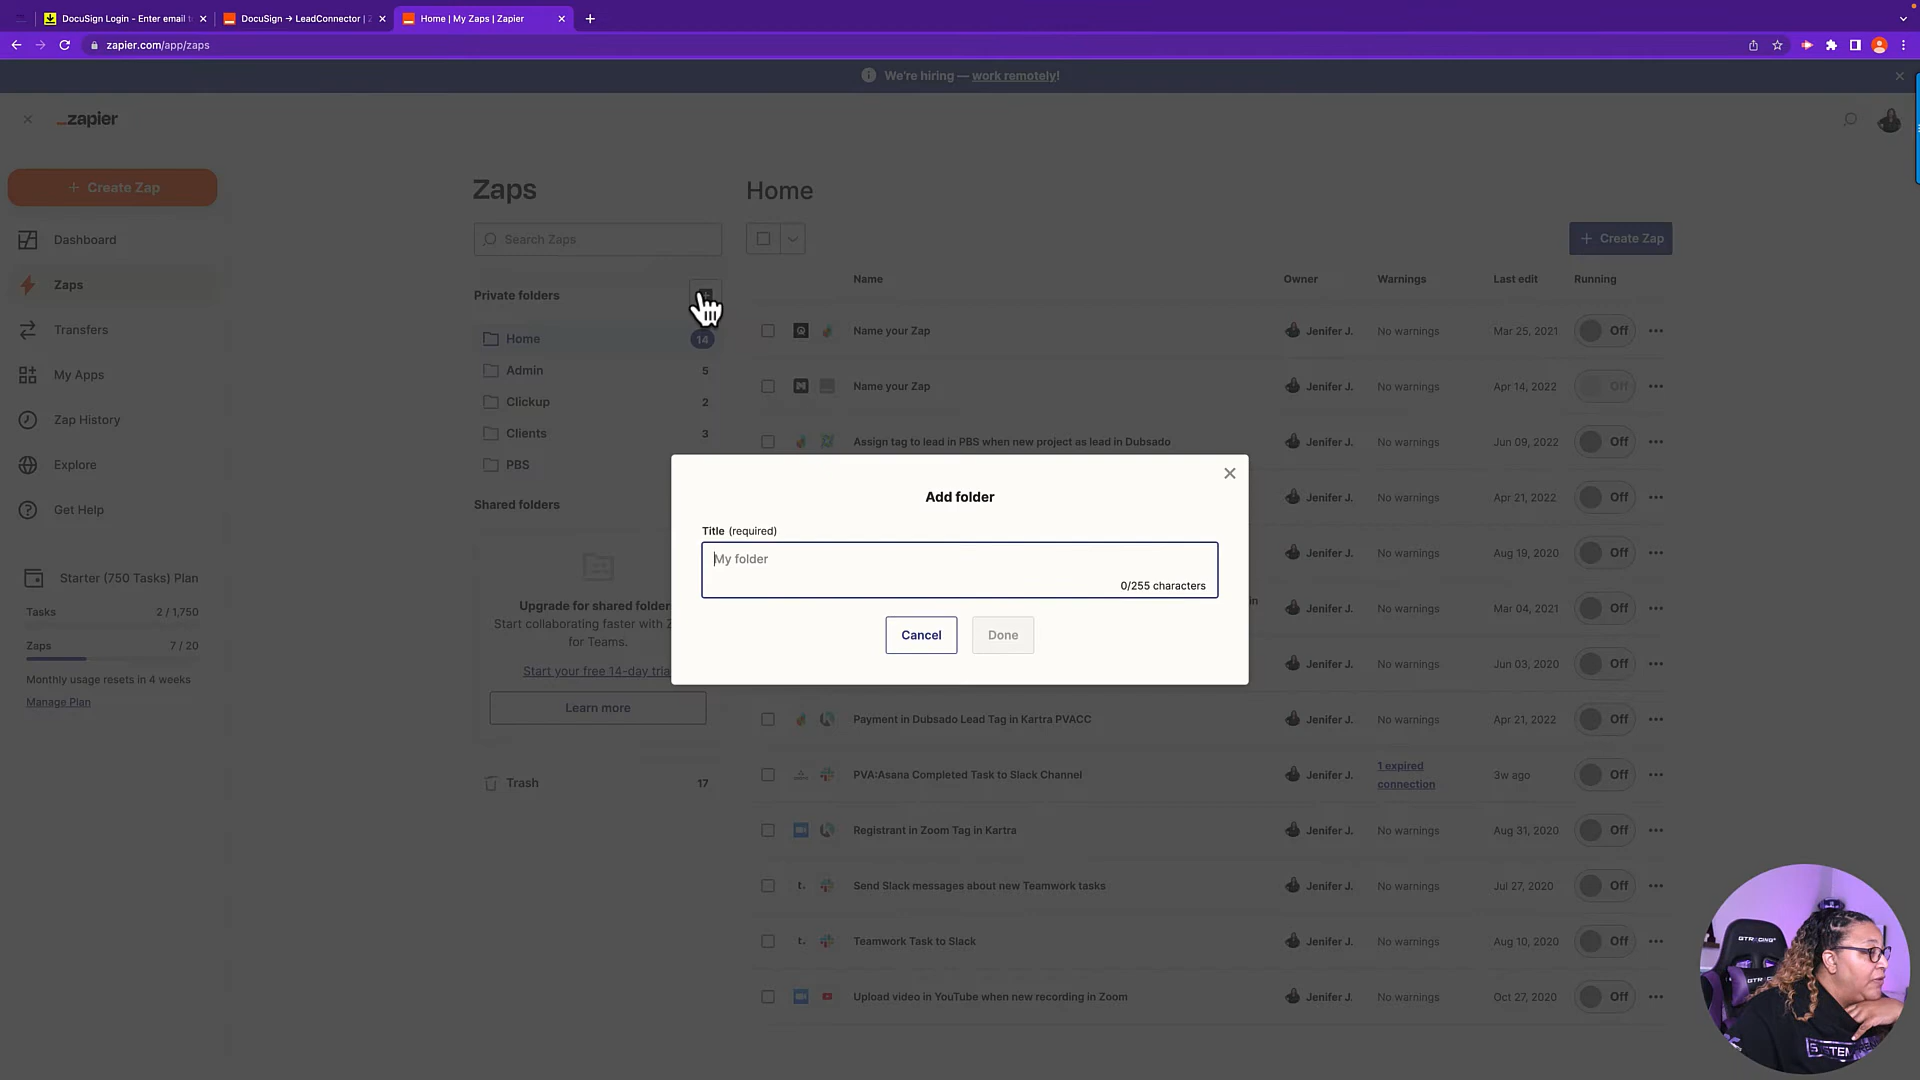 DocuSign Login - Enter email t
DocuSign → LeadConnector | Z
Home | My Zaps | Zapier
zapier.com/app/zaps
We're hiring — work remotely!
_zapier
+ Create Zap
Dashboard
Zaps
Transfers
My Apps
Zap History
Explore
Get Help
Starter (750 Tasks) Plan
Tasks 2 / 1,750
Zaps 7 / 20
Monthly usage resets in 4 weeks
Manage Plan
Zaps
Search Zaps
Private folders
Home 14
Admin 5
Clickup 2
Clients 3
PBS
Shared folders
Upgrade for shared folder
Start collaborating faster with Z
for Teams.
Start your free 14-day tria
Learn more
Trash 17
Home
+ Create Zap
Name Owner Warnings Last edit Running
Name your Zap Jenifer J. No warnings Mar 25, 2021 Off
Name your Zap Jenifer J. No warnings Apr 14, 2022 Off
Assign tag to lead in PBS when new project as lead in Dubsado Jenifer J. No warnings Jun 09, 2022 Off
Jenifer J. No warnings Apr 21, 2022 Off
Jenifer J. No warnings Aug 19, 2020 Off
in Jenifer J. No warnings Mar 04, 2021 Off
Jenifer J. No warnings Jun 03, 2020 Off
Payment in Dubsado Lead Tag in Kartra PVACC Jenifer J. No warnings Apr 21, 2022 Off
PVA:Asana Completed Task to Slack Channel Jenifer J. 1 expired connection 3w ago Off
Registrant in Zoom Tag in Kartra Jenifer J. No warnings Aug 31, 2020 Off
Send Slack messages about new Teamwork tasks Jenifer J. No warnings Jul 27, 2020 Off
Teamwork Task to Slack Jenifer J. No warnings Aug 10, 2020 Off
Upload video in YouTube when new recording in Zoom Jenifer J. No warnings Oct 27, 2020 Off
Add folder
Title (required)
My folder
0/255 characters
Cancel
Done
GTRACING
GTRACING